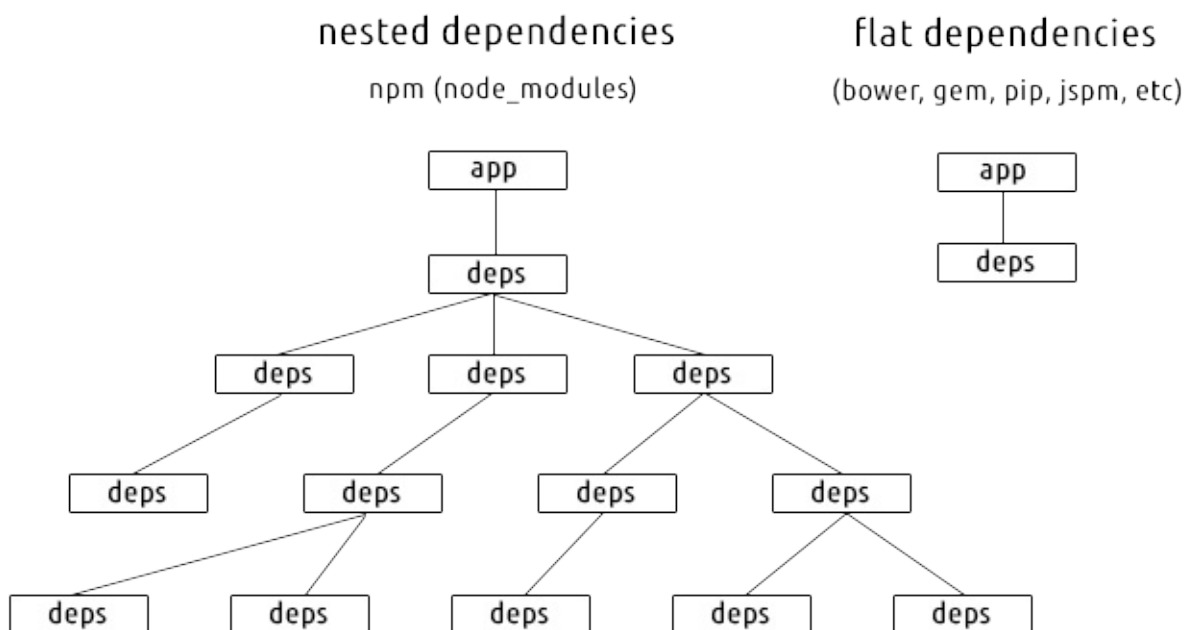 nested dependencies
npm (node_modules)
flat dependencies
(bower, gem, pip, jspm, etc)
app
deps
deps
deps
deps
deps
deps
deps
deps
deps
deps
deps
deps
deps
app
deps